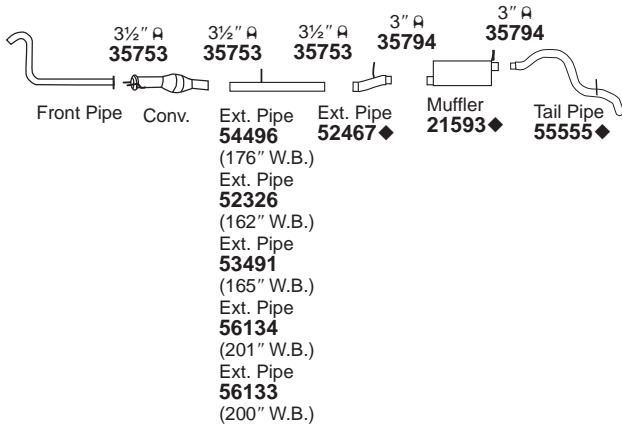 3½″ 3½″ 3½″ 3″ 3″
35753 35753 35753 35794 35794
Front Pipe Conv. Ext. Pipe Ext. Pipe Muffler Tail Pipe
54496 52467◆ 21593◆ 55555◆
(176″ W.B.)
Ext. Pipe
52326
(162″ W.B.)
Ext. Pipe
53491
(165″ W.B.)
Ext. Pipe
56134
(201″ W.B.)
Ext. Pipe
56133
(200″ W.B.)